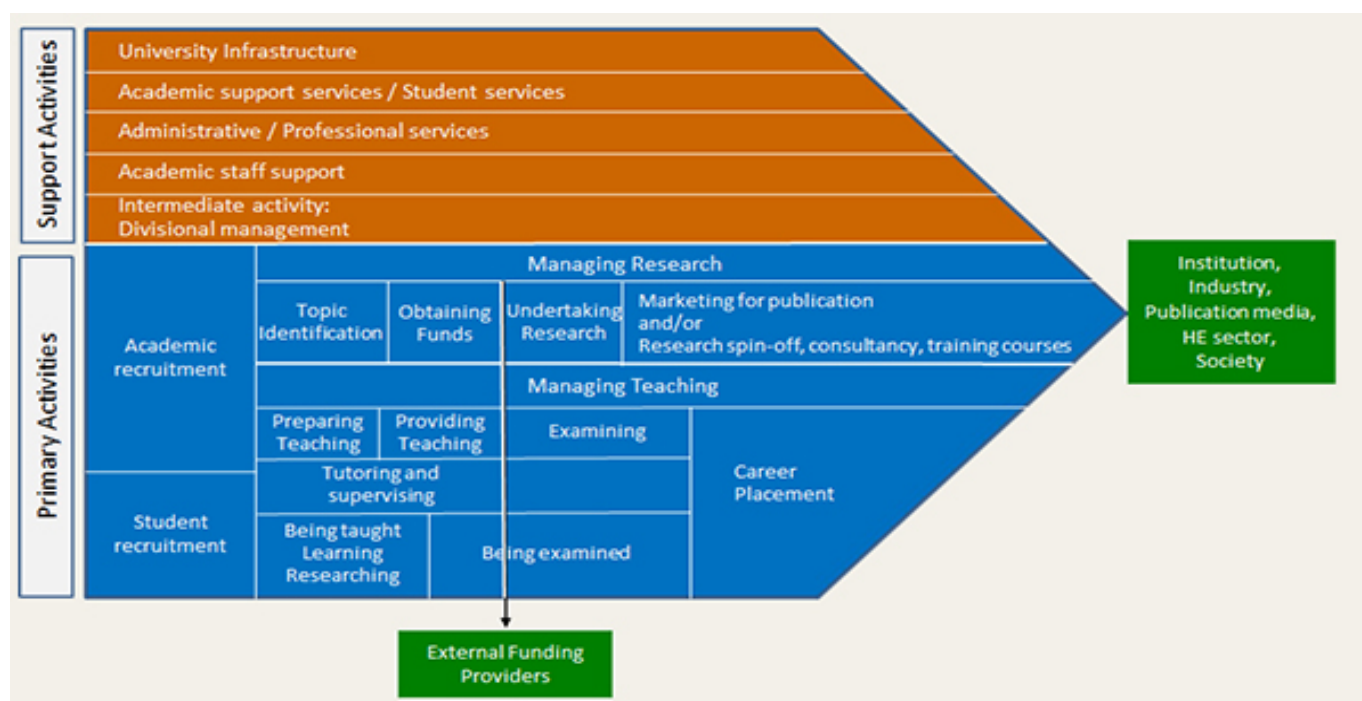 Support Activities
University Infrastructure
Academic support services / Student services
Administrative / Professional services
Academic staff support
Intermediate activity:
Divisional management
Primary Activities
Academic
recruitment
Student
recruitment
Managing Research
Topic
Identification
Obtaining
Funds
Undertaking
Research
Marketing for publication
and/or
Research spin-off, consultancy, training courses
Managing Teaching
Preparing
Teaching
Providing
Teaching
Examining
Tutoring and
supervising
Being taught
Learning
Researching
Being examined
Career
Placement
Institution,
Industry,
Publication media,
HE sector,
Society
External Funding
Providers